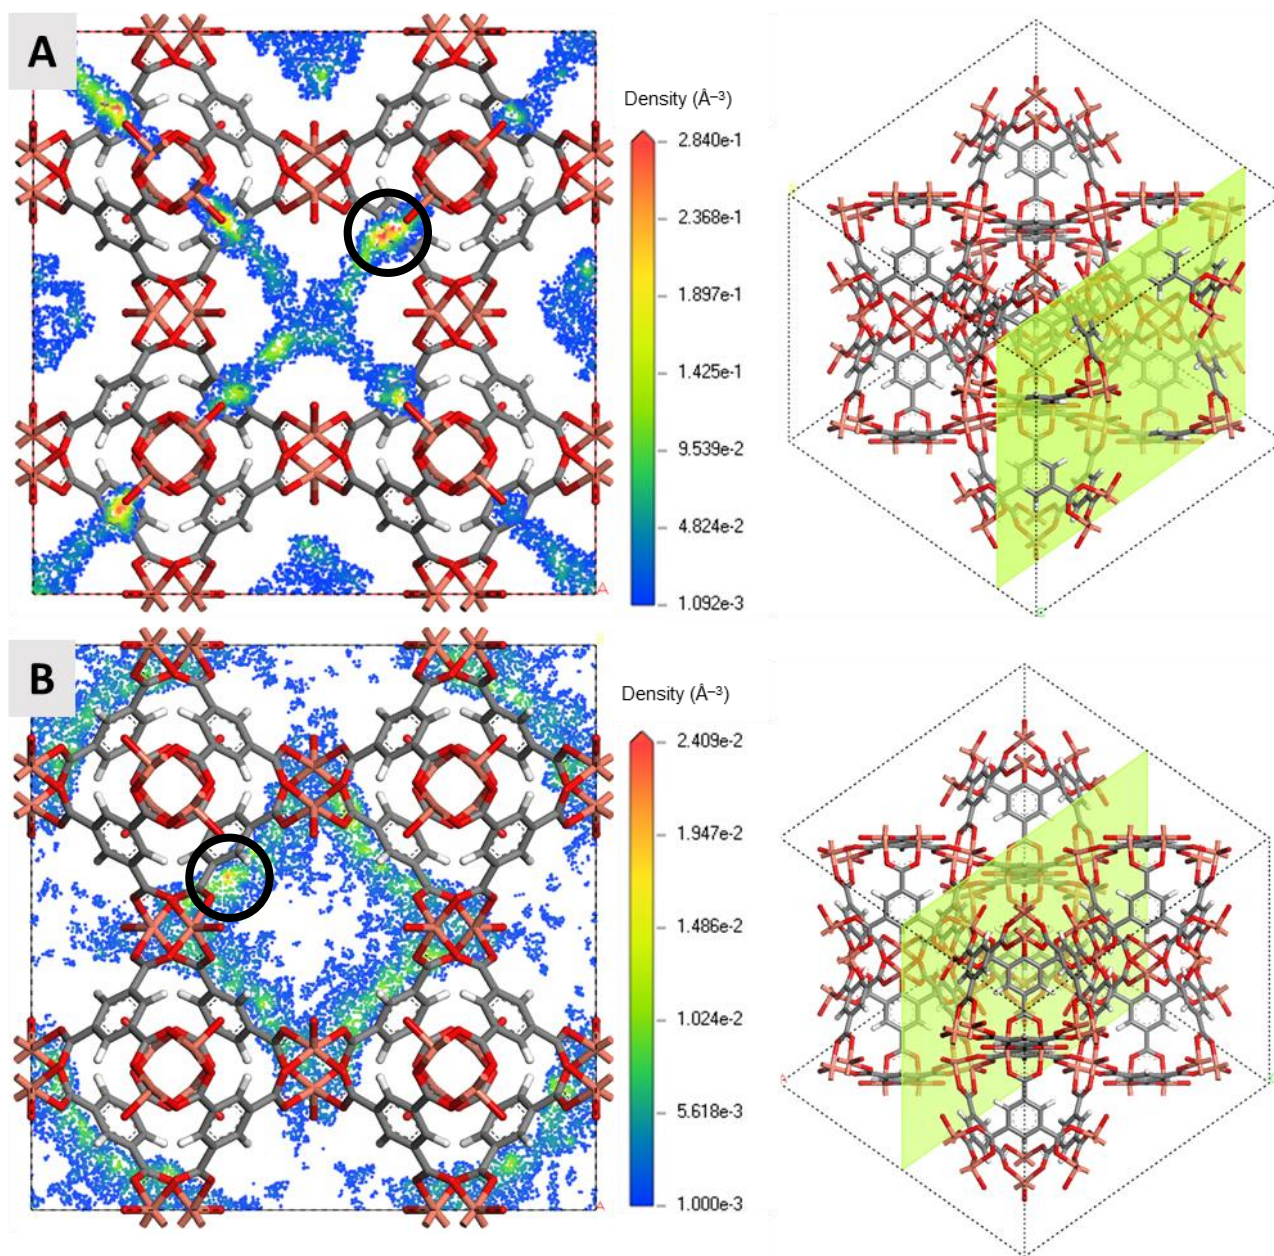 A
Density (Å⁻³)
2.840e-1
2.368e-1
1.897e-1
1.425e-1
9.539e-2
4.824e-2
1.092e-3
A
B
Density (Å⁻³)
2.409e-2
1.947e-2
1.486e-2
1.024e-2
5.618e-3
1.000e-3
A